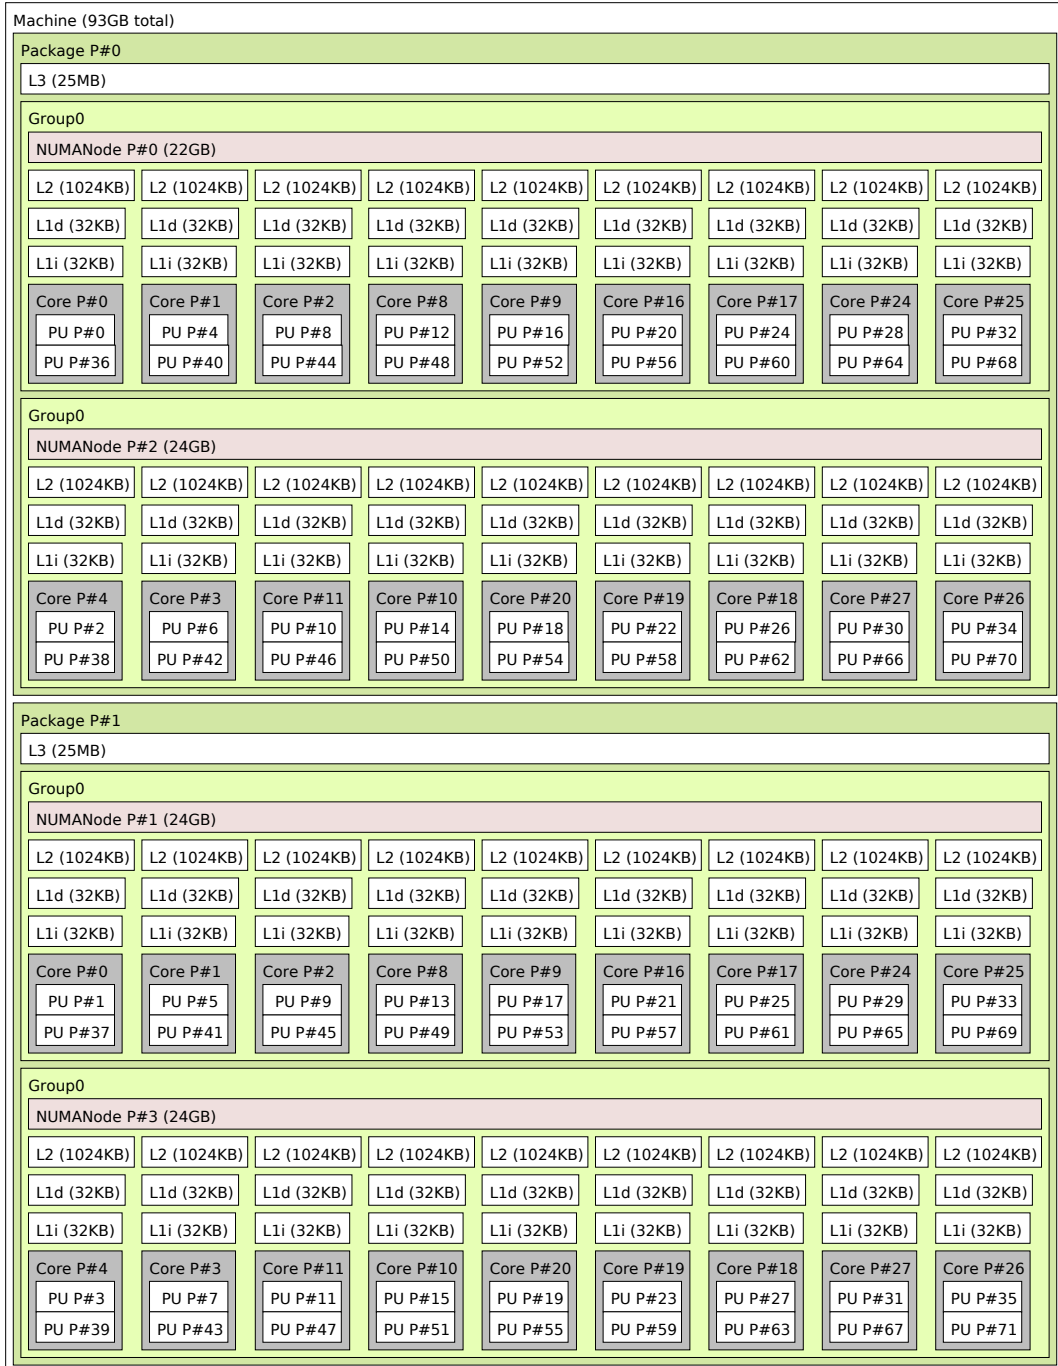 Machine (93GB total)
Package P#0
L3 (25MB)
Group0
NUMANode P#0 (22GB)
L2 (1024KB) L2 (1024KB) L2 (1024KB) L2 (1024KB) L2 (1024KB) L2 (1024KB) L2 (1024KB) L2 (1024KB) L2 (1024KB)
L1d (32KB) L1d (32KB) L1d (32KB) L1d (32KB) L1d (32KB) L1d (32KB) L1d (32KB) L1d (32KB) L1d (32KB)
L1i (32KB) L1i (32KB) L1i (32KB) L1i (32KB) L1i (32KB) L1i (32KB) L1i (32KB) L1i (32KB) L1i (32KB)
Core P#0 Core P#1 Core P#2 Core P#8 Core P#9 Core P#16 Core P#17 Core P#24 Core P#25
PU P#0 PU P#4 PU P#8 PU P#12 PU P#16 PU P#20 PU P#24 PU P#28 PU P#32
PU P#36 PU P#40 PU P#44 PU P#48 PU P#52 PU P#56 PU P#60 PU P#64 PU P#68
Group0
NUMANode P#2 (24GB)
L2 (1024KB) L2 (1024KB) L2 (1024KB) L2 (1024KB) L2 (1024KB) L2 (1024KB) L2 (1024KB) L2 (1024KB) L2 (1024KB)
L1d (32KB) L1d (32KB) L1d (32KB) L1d (32KB) L1d (32KB) L1d (32KB) L1d (32KB) L1d (32KB) L1d (32KB)
L1i (32KB) L1i (32KB) L1i (32KB) L1i (32KB) L1i (32KB) L1i (32KB) L1i (32KB) L1i (32KB) L1i (32KB)
Core P#4 Core P#3 Core P#11 Core P#10 Core P#20 Core P#19 Core P#18 Core P#27 Core P#26
PU P#2 PU P#6 PU P#10 PU P#14 PU P#18 PU P#22 PU P#26 PU P#30 PU P#34
PU P#38 PU P#42 PU P#46 PU P#50 PU P#54 PU P#58 PU P#62 PU P#66 PU P#70
Package P#1
L3 (25MB)
Group0
NUMANode P#1 (24GB)
L2 (1024KB) L2 (1024KB) L2 (1024KB) L2 (1024KB) L2 (1024KB) L2 (1024KB) L2 (1024KB) L2 (1024KB) L2 (1024KB)
L1d (32KB) L1d (32KB) L1d (32KB) L1d (32KB) L1d (32KB) L1d (32KB) L1d (32KB) L1d (32KB) L1d (32KB)
L1i (32KB) L1i (32KB) L1i (32KB) L1i (32KB) L1i (32KB) L1i (32KB) L1i (32KB) L1i (32KB) L1i (32KB)
Core P#0 Core P#1 Core P#2 Core P#8 Core P#9 Core P#16 Core P#17 Core P#24 Core P#25
PU P#1 PU P#5 PU P#9 PU P#13 PU P#17 PU P#21 PU P#25 PU P#29 PU P#33
PU P#37 PU P#41 PU P#45 PU P#49 PU P#53 PU P#57 PU P#61 PU P#65 PU P#69
Group0
NUMANode P#3 (24GB)
L2 (1024KB) L2 (1024KB) L2 (1024KB) L2 (1024KB) L2 (1024KB) L2 (1024KB) L2 (1024KB) L2 (1024KB) L2 (1024KB)
L1d (32KB) L1d (32KB) L1d (32KB) L1d (32KB) L1d (32KB) L1d (32KB) L1d (32KB) L1d (32KB) L1d (32KB)
L1i (32KB) L1i (32KB) L1i (32KB) L1i (32KB) L1i (32KB) L1i (32KB) L1i (32KB) L1i (32KB) L1i (32KB)
Core P#4 Core P#3 Core P#11 Core P#10 Core P#20 Core P#19 Core P#18 Core P#27 Core P#26
PU P#3 PU P#7 PU P#11 PU P#15 PU P#19 PU P#23 PU P#27 PU P#31 PU P#35
PU P#39 PU P#43 PU P#47 PU P#51 PU P#55 PU P#59 PU P#63 PU P#67 PU P#71